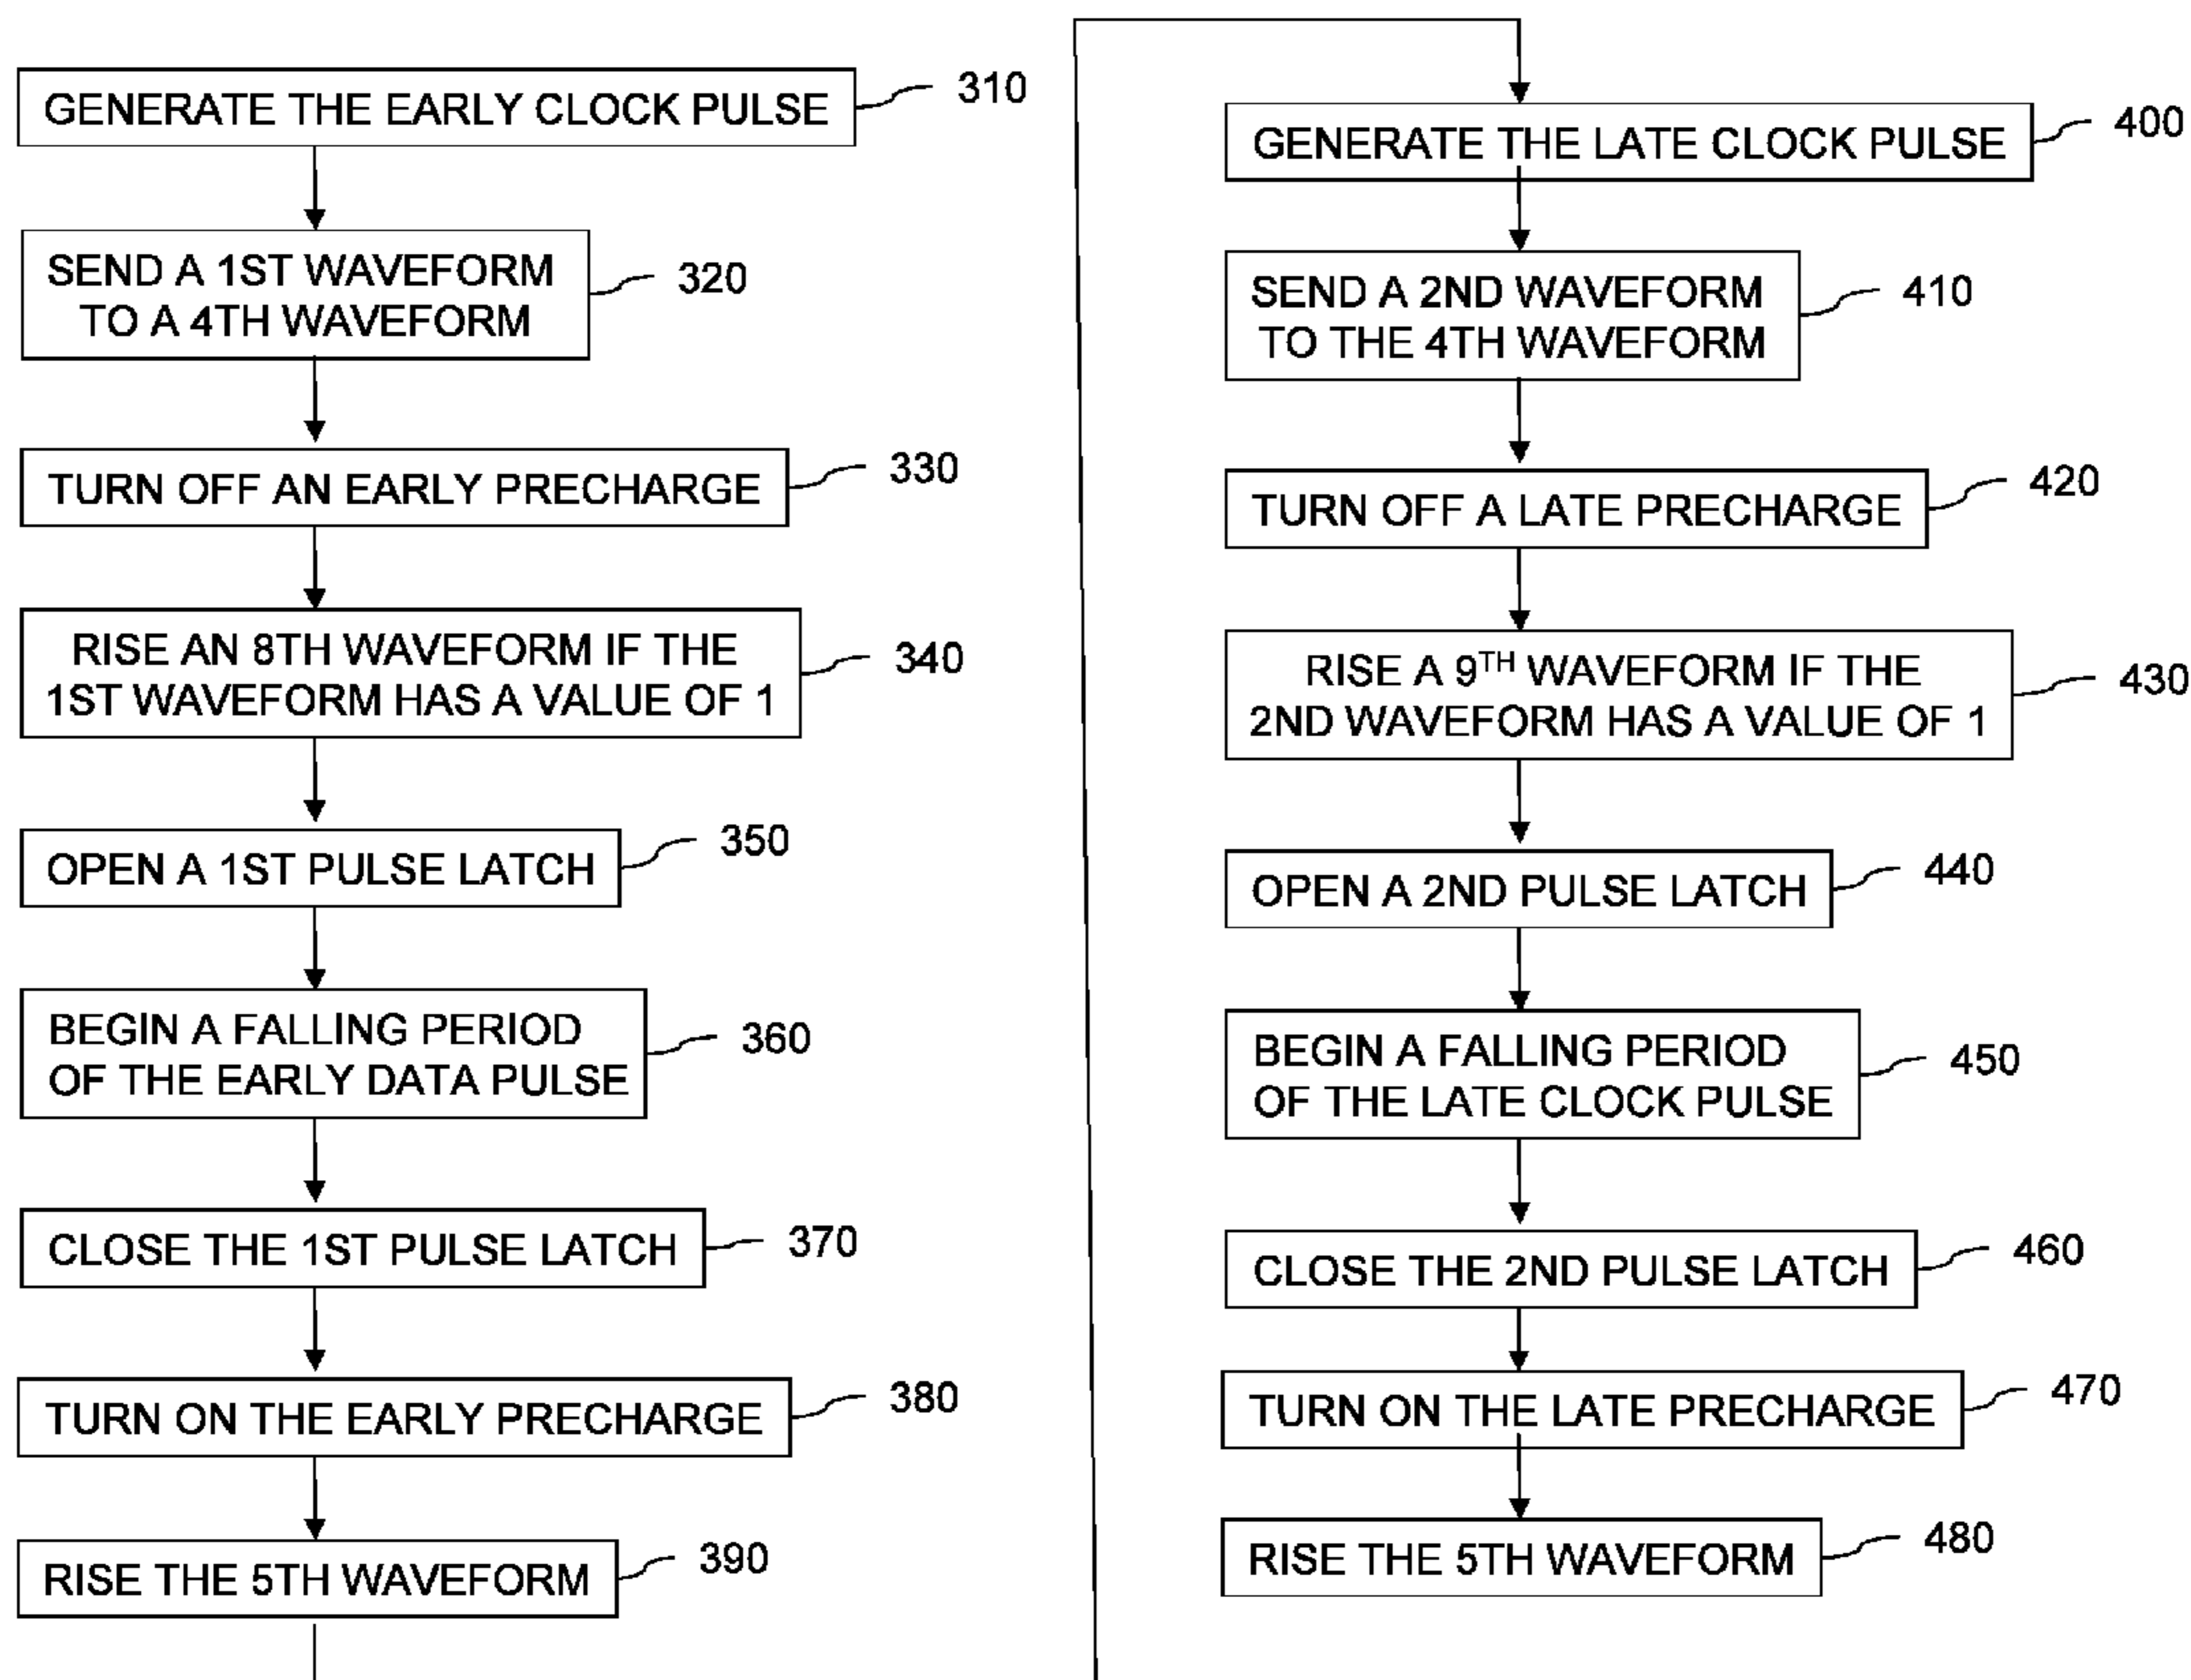 GENERATE THE EARLY CLOCK PULSE
310
SEND A 1ST WAVEFORM
TO A 4TH WAVEFORM
320
TURN OFF AN EARLY PRECHARGE
330
RISE AN 8TH WAVEFORM IF THE
1ST WAVEFORM HAS A VALUE OF 1
340
OPEN A 1ST PULSE LATCH
350
BEGIN A FALLING PERIOD
OF THE EARLY DATA PULSE
360
CLOSE THE 1ST PULSE LATCH
370
TURN ON THE EARLY PRECHARGE
380
RISE THE 5TH WAVEFORM
390
GENERATE THE LATE CLOCK PULSE
400
SEND A 2ND WAVEFORM
TO THE 4TH WAVEFORM
410
TURN OFF A LATE PRECHARGE
420
RISE A 9TH WAVEFORM IF THE
2ND WAVEFORM HAS A VALUE OF 1
430
OPEN A 2ND PULSE LATCH
440
BEGIN A FALLING PERIOD
OF THE LATE CLOCK PULSE
450
CLOSE THE 2ND PULSE LATCH
460
TURN ON THE LATE PRECHARGE
470
RISE THE 5TH WAVEFORM
480